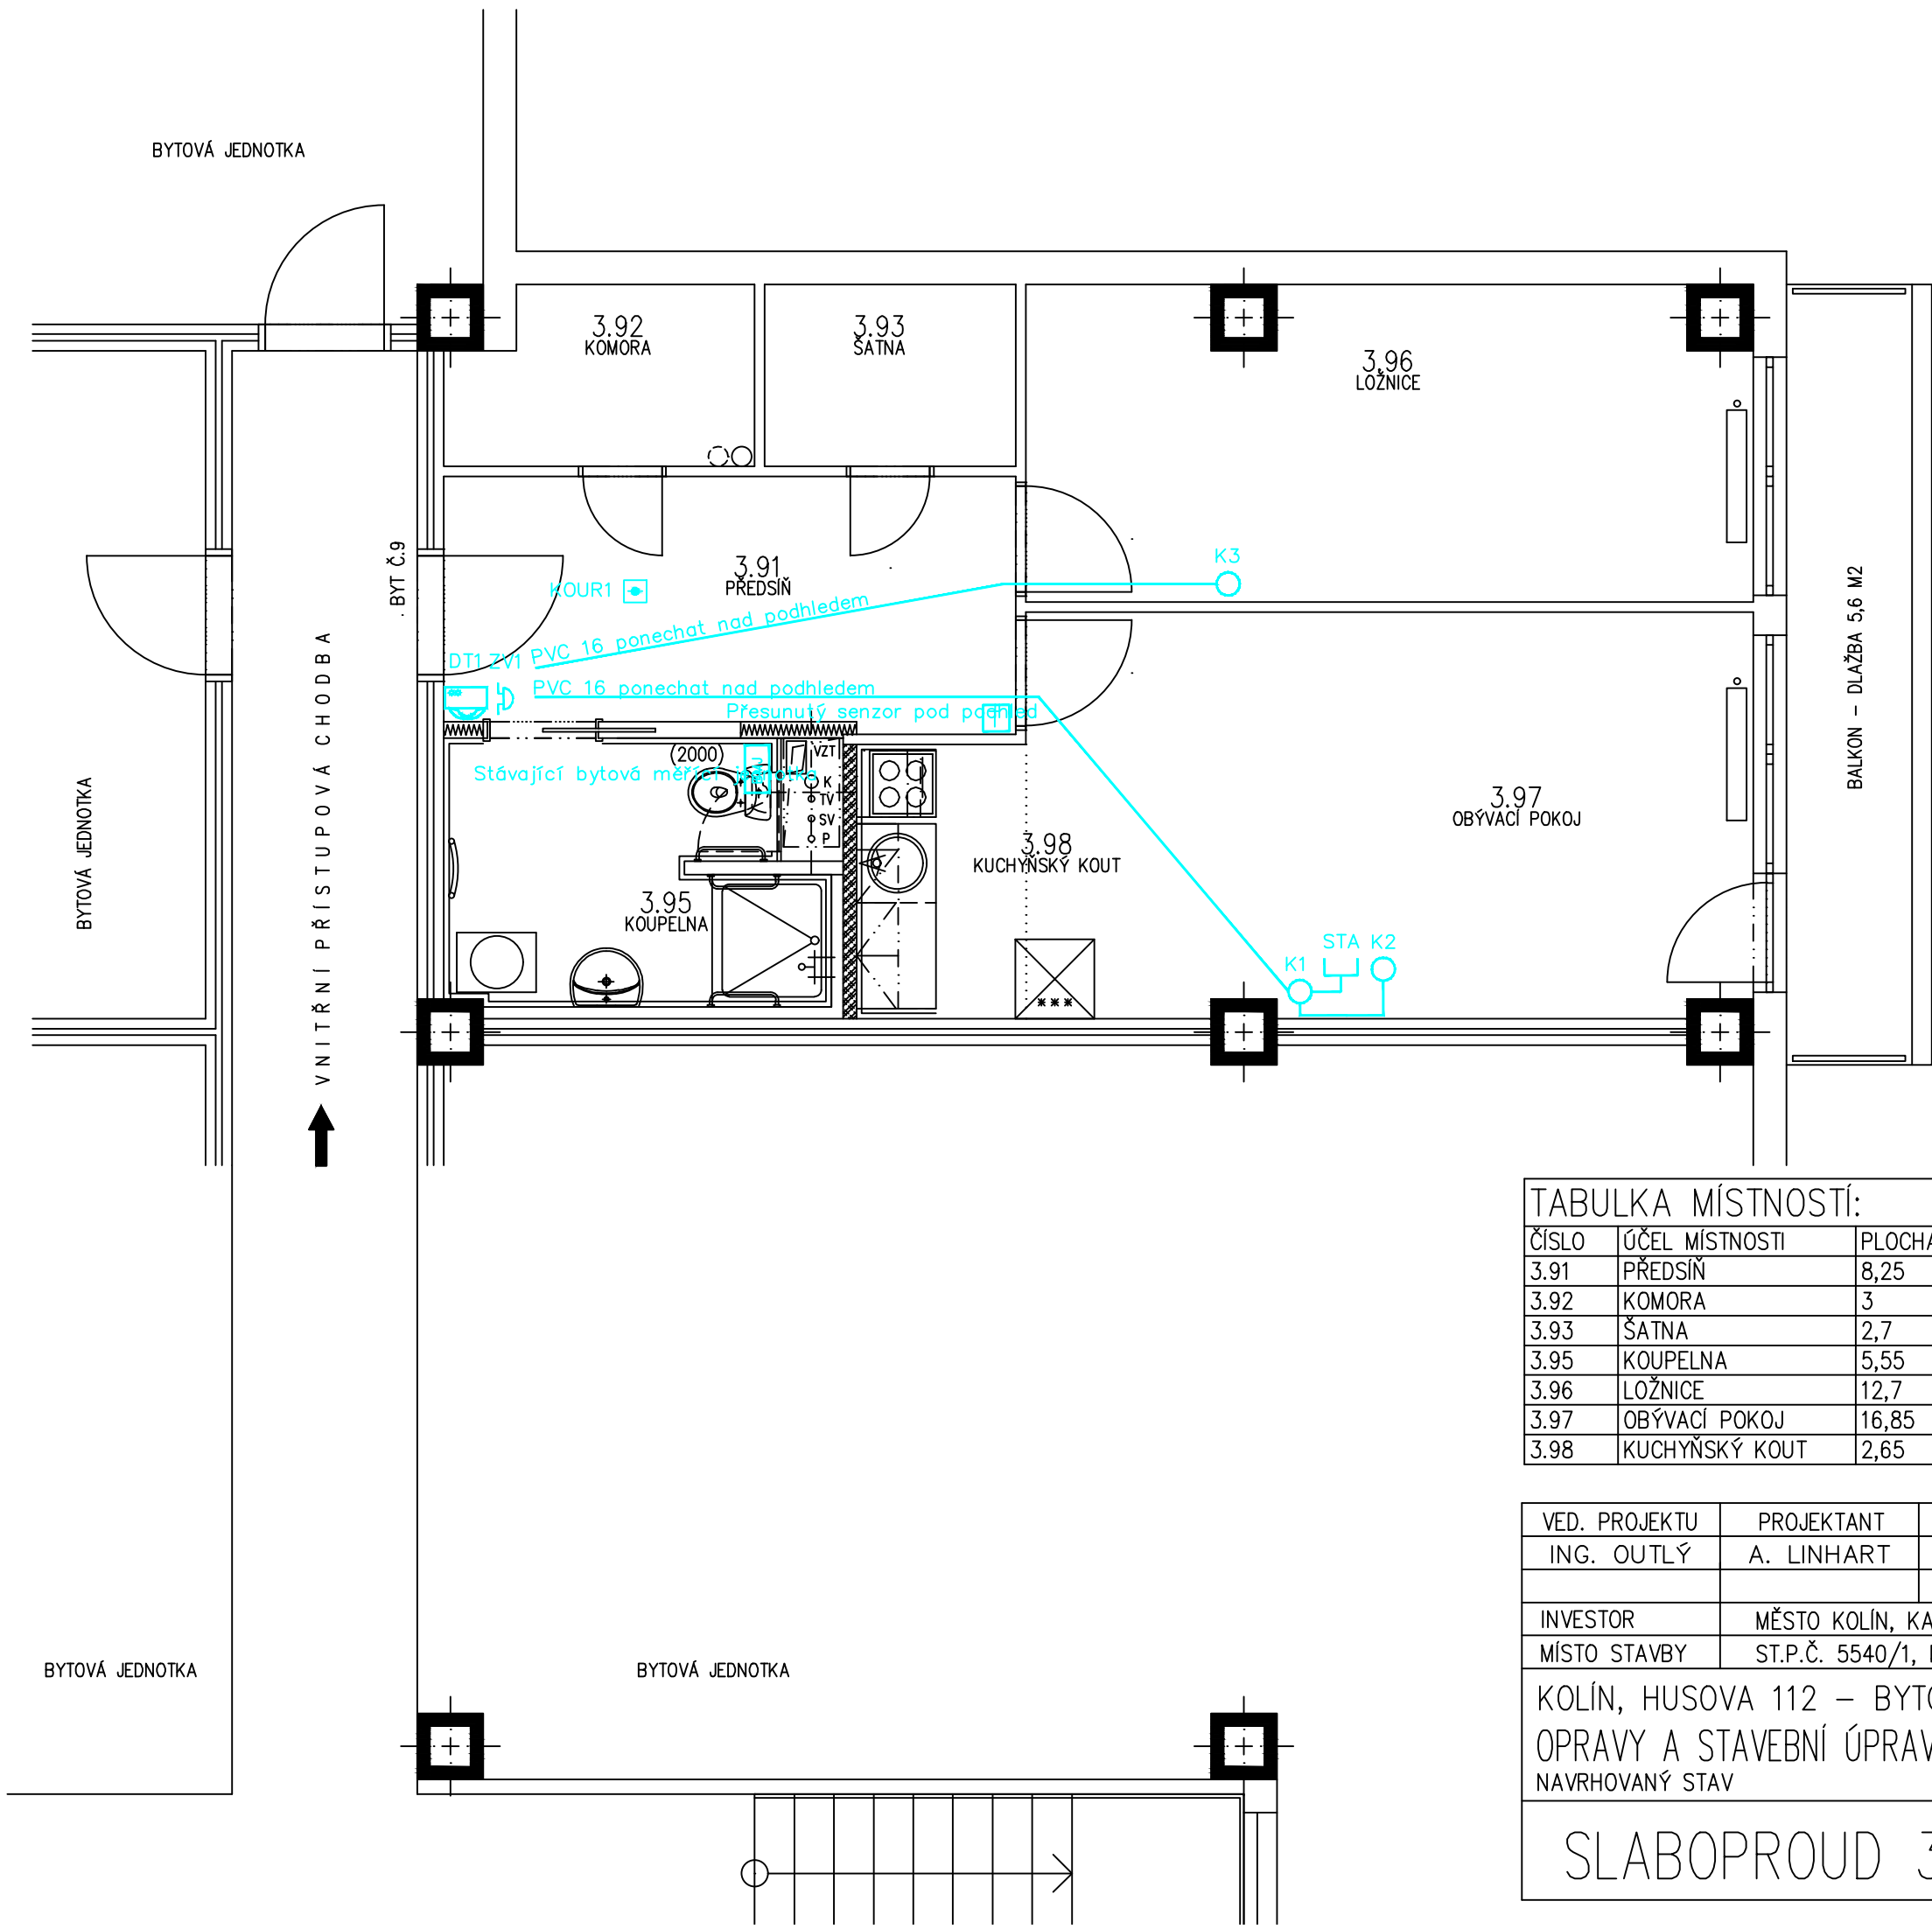 BYTOVÁ JEDNOTKA
3.92
KOMORA
3.93
ŠATNA
3.96
LOŽNICE
BYT Č.9
3.91
PŘEDSÍŇ
KOUR1
K3
PVC 16 ponechat nad podhledem
DT1 ZV1
PVC 16 ponechat nad podhledem
Přesunutý senzor pod podhled
T
(2000)
VZT
Stávající bytová měřící jednotka
K
TV
SV
P
3.95
KOUPELNA
3.98
KUCHYŇSKÝ KOUT
3.97
OBÝVACÍ POKOJ
STA K2
K1
BALKON – DLAŽBA 5,6 M2
BYTOVÁ JEDNOTKA
VNITŘNÍ PŘÍSTUPOVÁ CHODBA
BYTOVÁ JEDNOTKA
BYTOVÁ JEDNOTKA
TABULKA MÍSTNOSTÍ:
ČÍSLO ÚČEL MÍSTNOSTI PLOCHA
3.91 PŘEDSÍŇ 8,25
3.92 KOMORA 3
3.93 ŠATNA 2,7
3.95 KOUPELNA 5,55
3.96 LOŽNICE 12,7
3.97 OBÝVACÍ POKOJ 16,85
3.98 KUCHYŇSKÝ KOUT 2,65
VED. PROJEKTU PROJEKTANT
ING. OUTLÝ A. LINHART
INVESTOR MĚSTO KOLÍN, KA
MÍSTO STAVBY ST.P.Č. 5540/1,
KOLÍN, HUSOVA 112 – BYTO
OPRAVY A STAVEBNÍ ÚPRAV
NAVRHOVANÝ STAV
SLABOPROUD 3